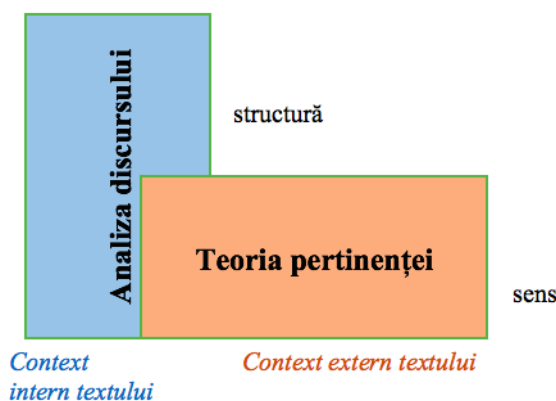 Analiza discursului
structură
Teoria pertinenței
sens
Context
intern textului
Context extern textului